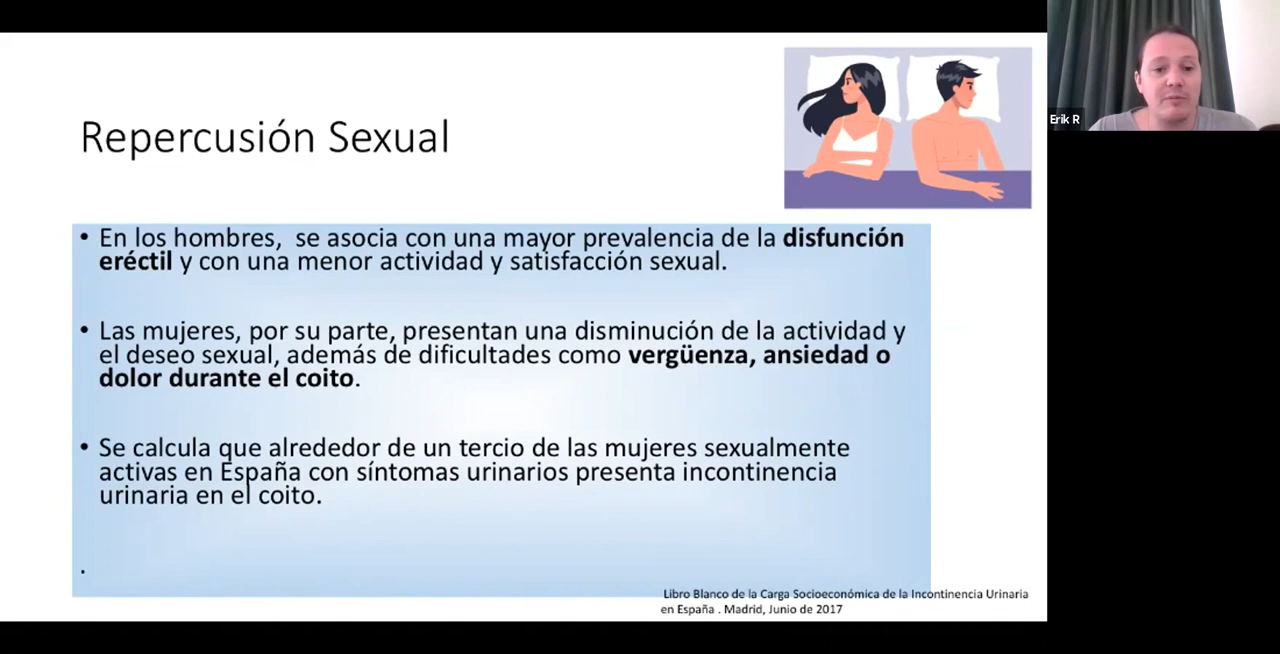 Repercusión Sexual
• En los hombres,  se asocia con una mayor prevalencia de la disfunción
eréctil y con una menor actividad y satisfacción sexual.
• Las mujeres, por su parte, presentan una disminución de la actividad y
el deseo sexual, además de dificultades como vergüenza, ansiedad o
dolor durante el coito.
• Se calcula que alrededor de un tercio de las mujeres sexualmente
activas en España con síntomas urinarios presenta incontinencia
urinaria en el coito.
.
Libro Blanco de la Carga Socioeconómica de la Incontinencia Urinaria
en España . Madrid, Junio de 2017
Erik R